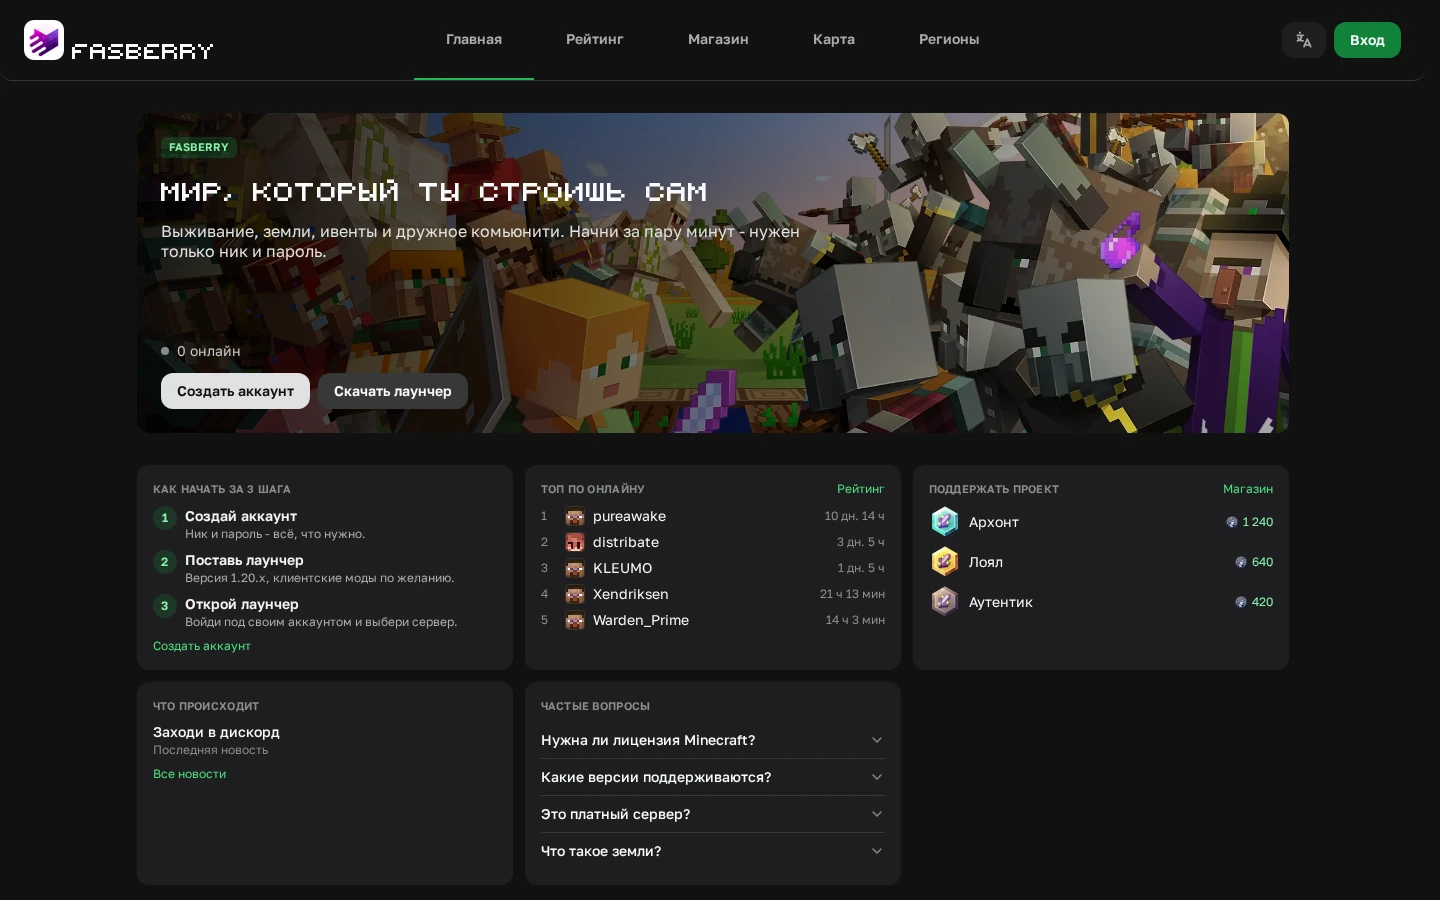 FASBERRY
Главная
Рейтинг
Магазин
Карта
Регионы
Вход
FASBERRY
МИР, КОТОРЫЙ ТЫ СТРОИШЬ САМ
Выживание, земли, ивенты и дружное комьюнити. Начни за пару минут - нужен
только ник и пароль.
0 онлайн
Создать аккаунт
Скачать лаунчер
КАК НАЧАТЬ ЗА 3 ШАГА
1 Создай аккаунт
Ник и пароль - всё, что нужно.
2 Поставь лаунчер
Версия 1.20.x, клиентские моды по желанию.
3 Открой лаунчер
Войди под своим аккаунтом и выбери сервер.
Создать аккаунт
ТОП ПО ОНЛАЙНУ Рейтинг
1 pureawake 10 дн. 14 ч
2 distribate 3 дн. 5 ч
3 KLEUMO 1 дн. 5 ч
4 Xendriksen 21 ч 13 мин
5 Warden_Prime 14 ч 3 мин
ПОДДЕРЖАТЬ ПРОЕКТ Магазин
Архонт 1 240
Лоял 640
Аутентик 420
ЧТО ПРОИСХОДИТ
Заходи в дискорд
Последняя новость
Все новости
ЧАСТЫЕ ВОПРОСЫ
Нужна ли лицензия Minecraft?
Какие версии поддерживаются?
Это платный сервер?
Что такое земли?